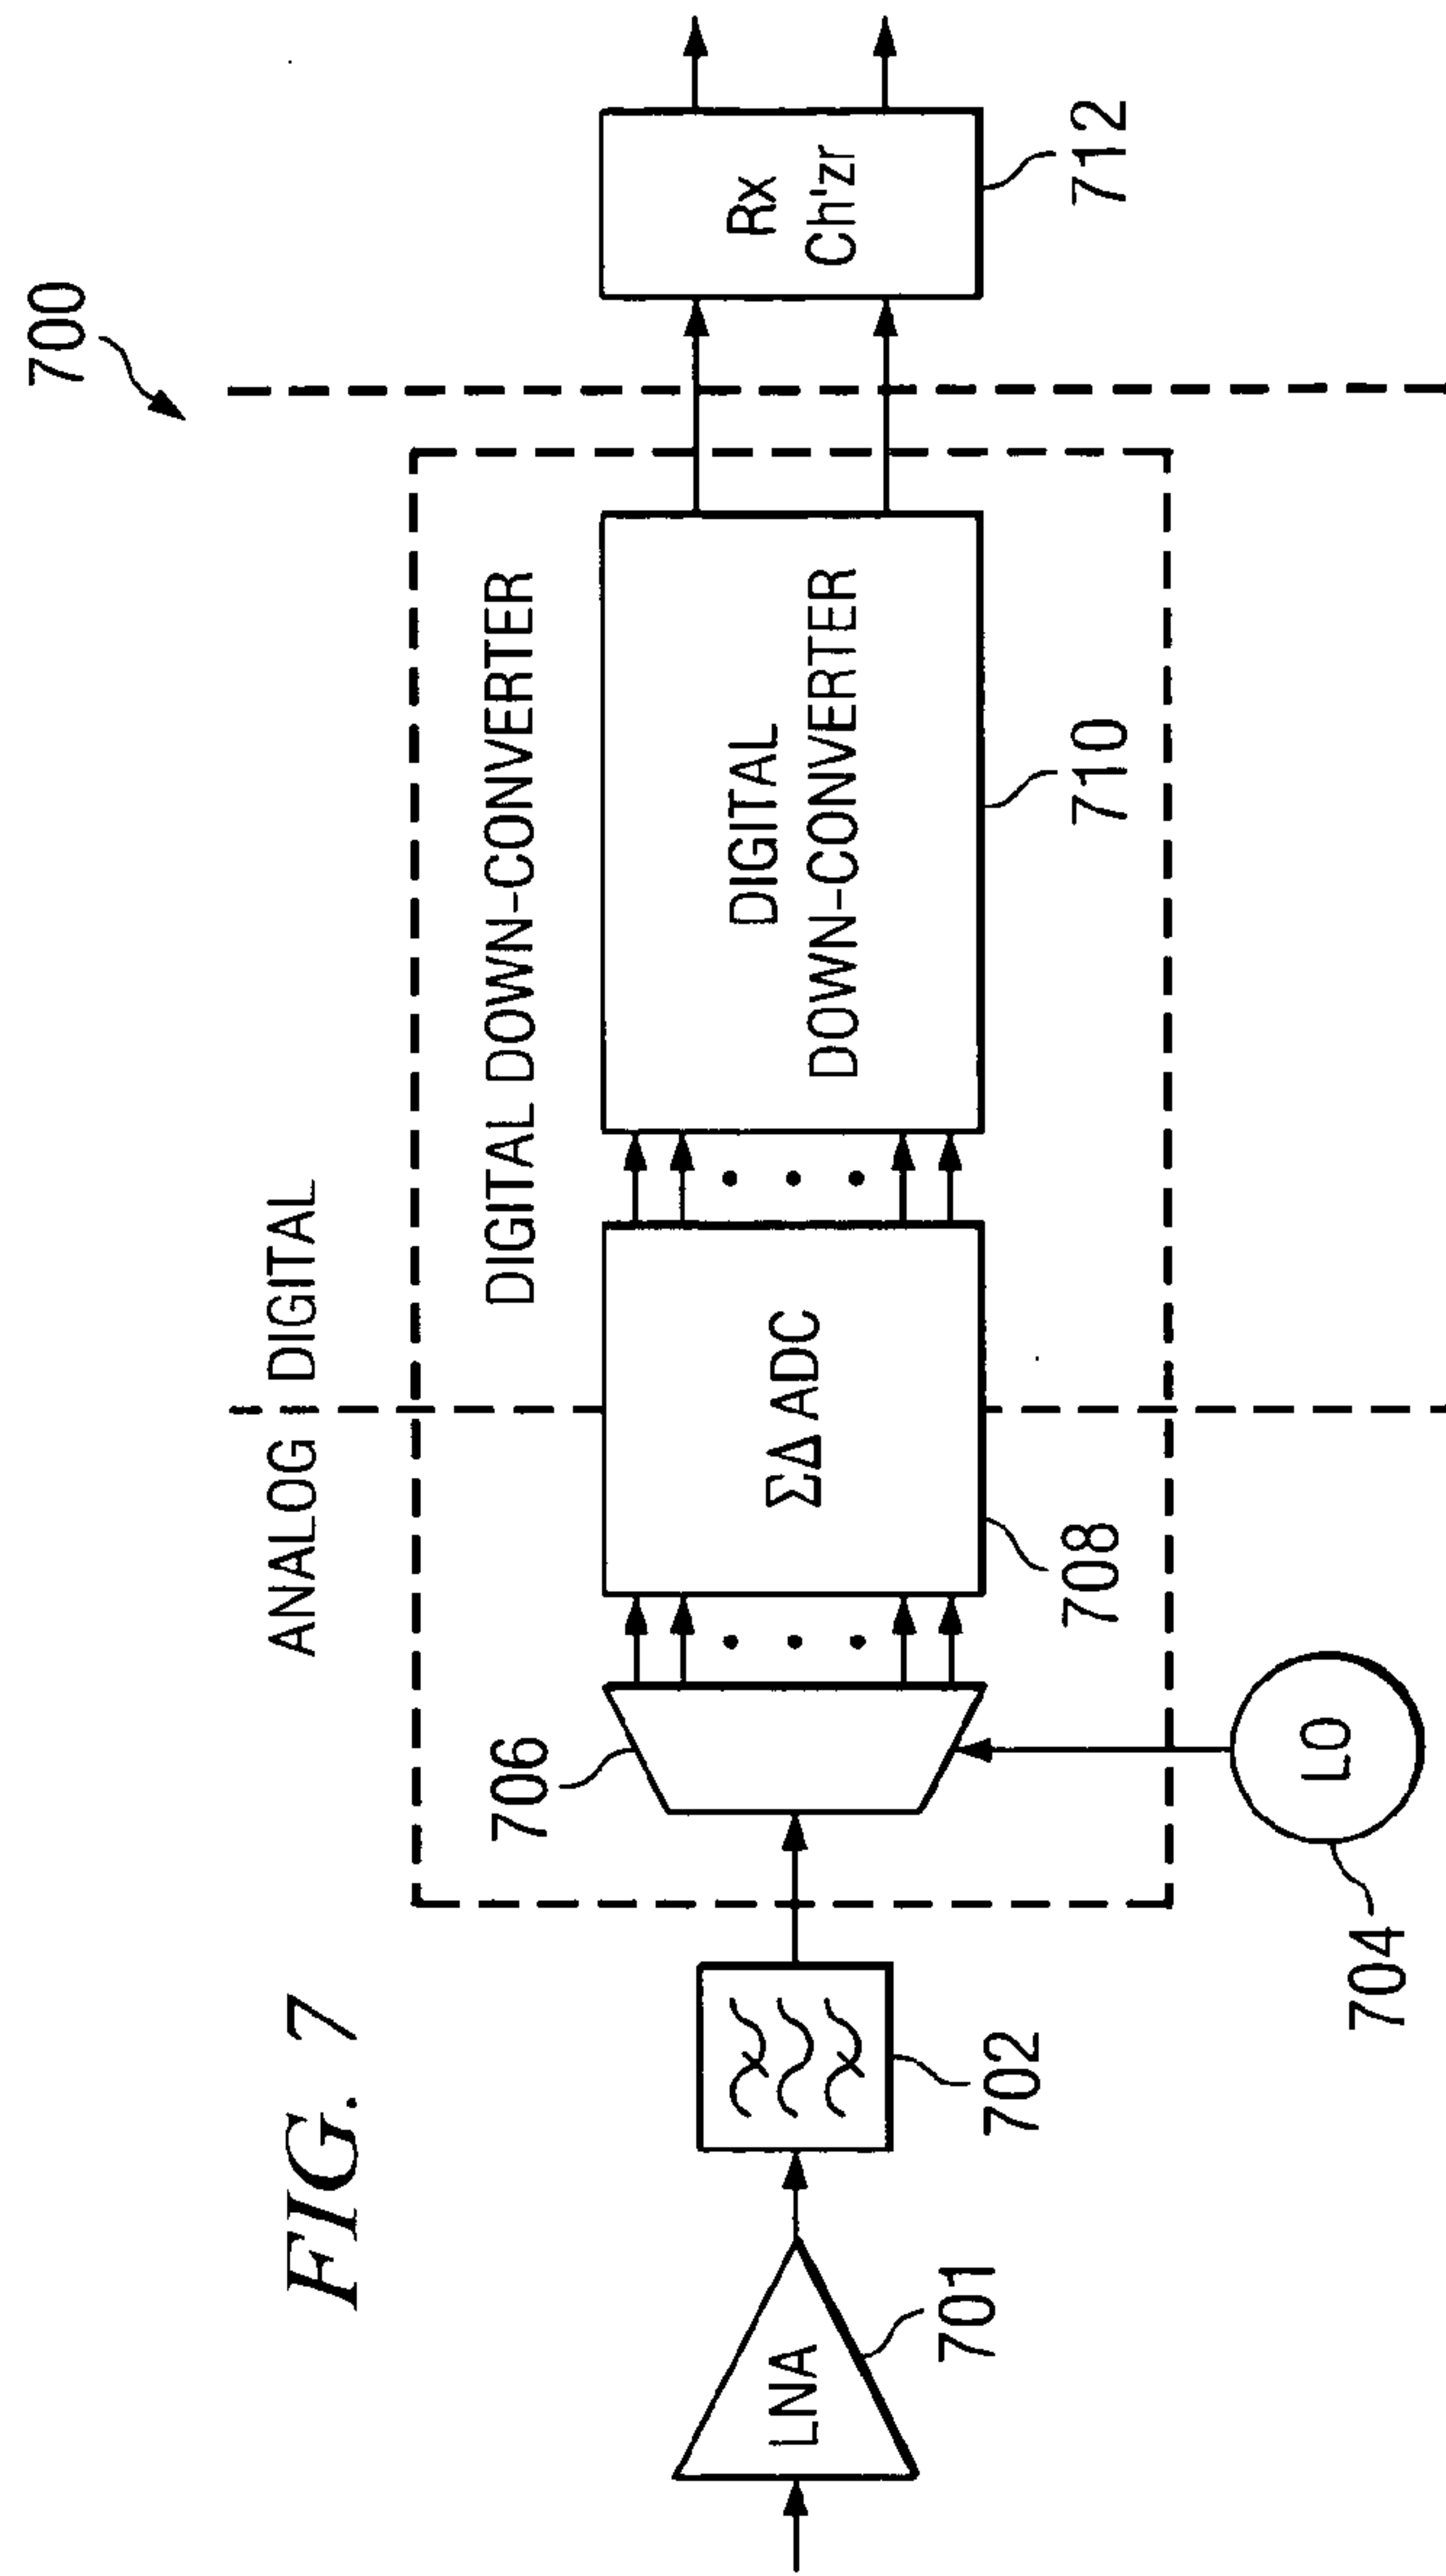 FIG. 7
700
ANALOG
DIGITAL
DIGITAL DOWN-CONVERTER
706
LNA
ΣΔ ADC
DIGITAL
DOWN-CONVERTER
Rx
Ch'zr
701
702
708
710
712
LO
704